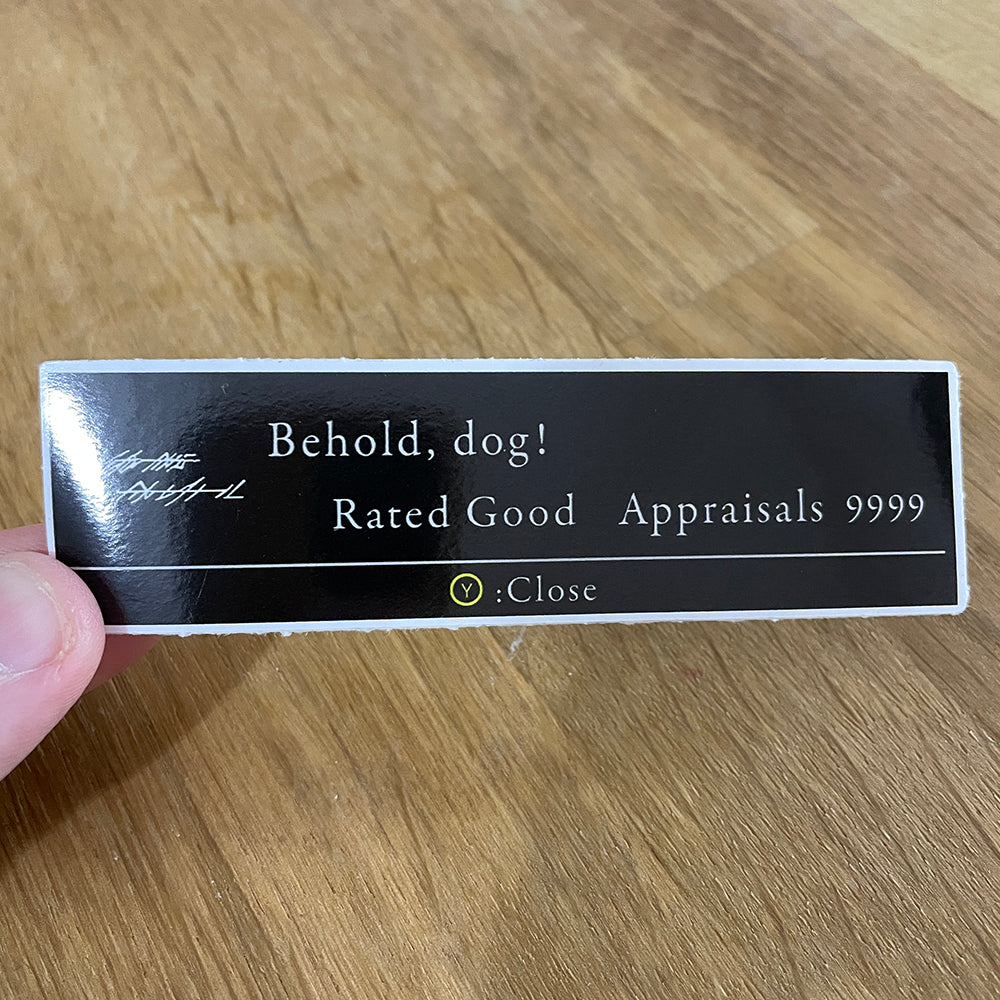 Behold, dog!
Rated Good Appraisals 9999
Y :Close